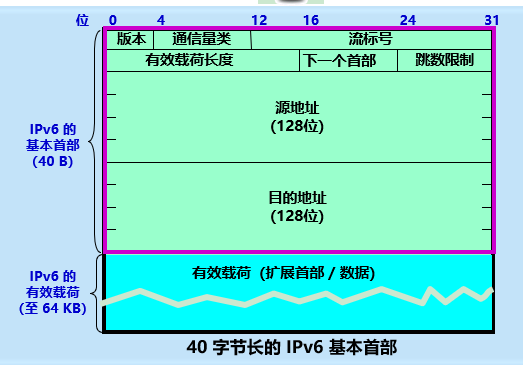 位 0 4 12 16 24 31
版本 通信量类 流标号
有效载荷长度 下一个首部 跳数限制
源地址
(128位)
IPv6 的
基本首部
(40 B)
目的地址
(128位)
有效载荷 (扩展首部 / 数据)
IPv6 的
有效载荷
(至 64 KB)
40 字节长的 IPv6 基本首部